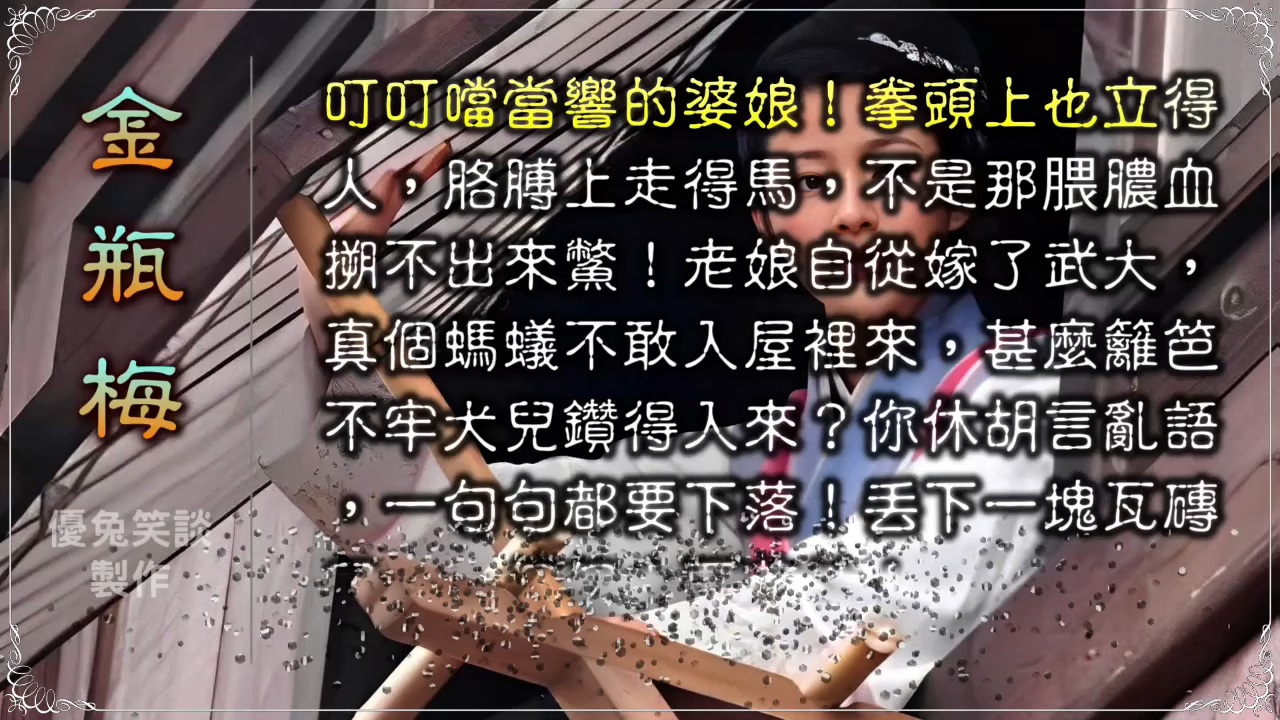 金瓶梅
叮叮噹當響的婆娘！拳頭上也立得
人，胳膊上走得馬，不是那腲膿血
搠不出來鱉！老娘自從嫁了武大，
真個螞蟻不敢入屋裡來，甚麼籬笆
不牢犬兒鑽得入來？你休胡言亂語
，一句句都要下落！丟下一塊瓦磚
優兔笑談
製作